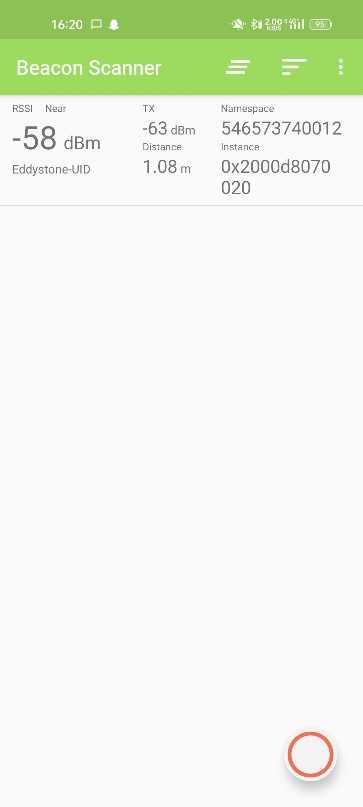 16:20 2.00 KB/S 4G 95
Beacon Scanner
RSSI Near TX Namespace
-58 dBm -63 dBm 546573740012
Distance Instance
Eddystone-UID 1.08 m 0x2000d8070
020